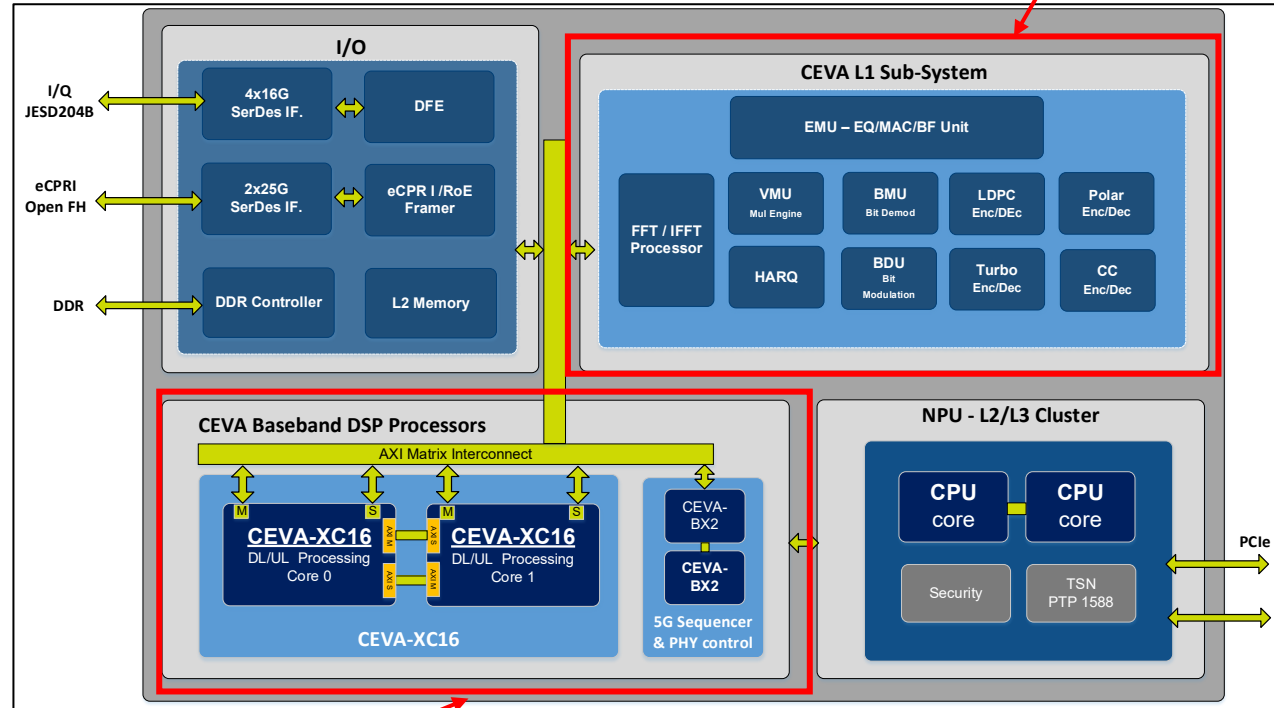 I/O
I/Q
JESD204B
4x16G
SerDes IF.
DFE
eCPRI
Open FH
2x25G
SerDes IF.
eCPR I /RoE
Framer
DDR
DDR Controller
L2 Memory
CEVA L1 Sub-System
EMU – EQ/MAC/BF Unit
FFT / IFFT
Processor
VMU
Mul Engine
BMU
Bit Demod
LDPC
Enc/DEc
Polar
Enc/Dec
HARQ
BDU
Bit
Modulation
Turbo
Enc/Dec
CC
Enc/Dec
CEVA Baseband DSP Processors
AXI Matrix Interconnect
M
S
M
S
CEVA-XC16
DL/UL Processing
Core 0
AXI M
AXI S
AXI S
AXI M
CEVA-XC16
DL/UL Processing
Core 1
CEVA-XC16
CEVA-
BX2
CEVA-
BX2
5G Sequencer
& PHY control
NPU - L2/L3 Cluster
CPU
core
CPU
core
Security
TSN
PTP 1588
PCIe